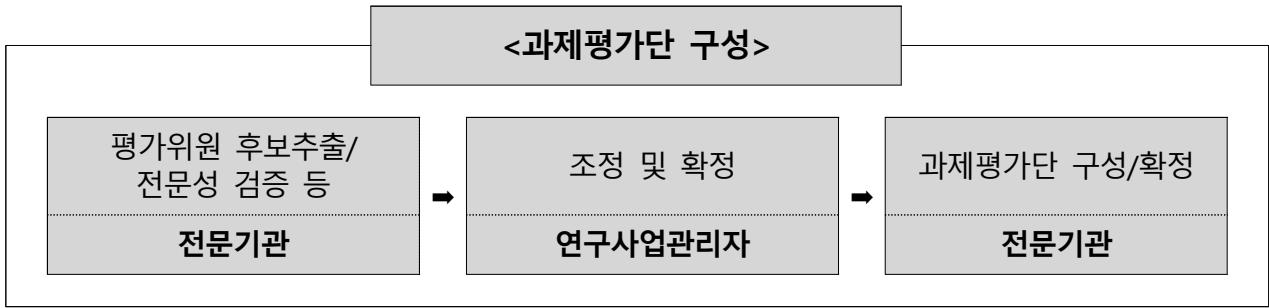 <과제평가단 구성>
평가위원 후보추출/
전문성 검증 등
전문기관
➡
조정 및 확정
연구사업관리자
➡
과제평가단 구성/확정
전문기관